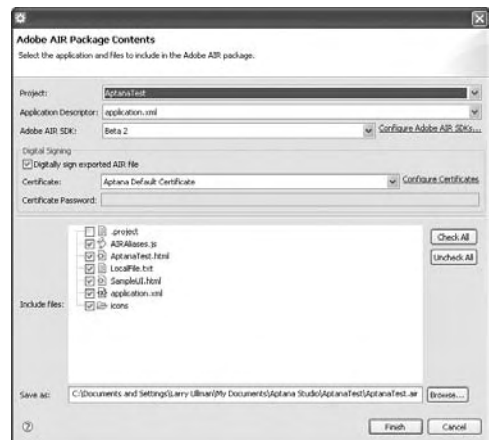 Adobe AIR Package Contents
Select the application and files to include in the Adobe AIR package.
Project: AptanaTest
Application Descriptor: application.xml
Adobe AIR SDK: Beta 2 Configure Adobe AIR SDKs...
Digital Signing
Digitally sign exported AIR file
Certificate: Aptana Default Certificate Configure Certificates
Certificate Password:
.project Check All
AIRAliases.js
AptanaTest.html Uncheck All
LocalFile.txt
SampleUI.html
application.xml
Include files: icons
Save as: C:\Documents and Settings\Larry Ullman\My Documents\Aptana Studio\AptanaTest\AptanaTest.air Browse...
? Finish Cancel